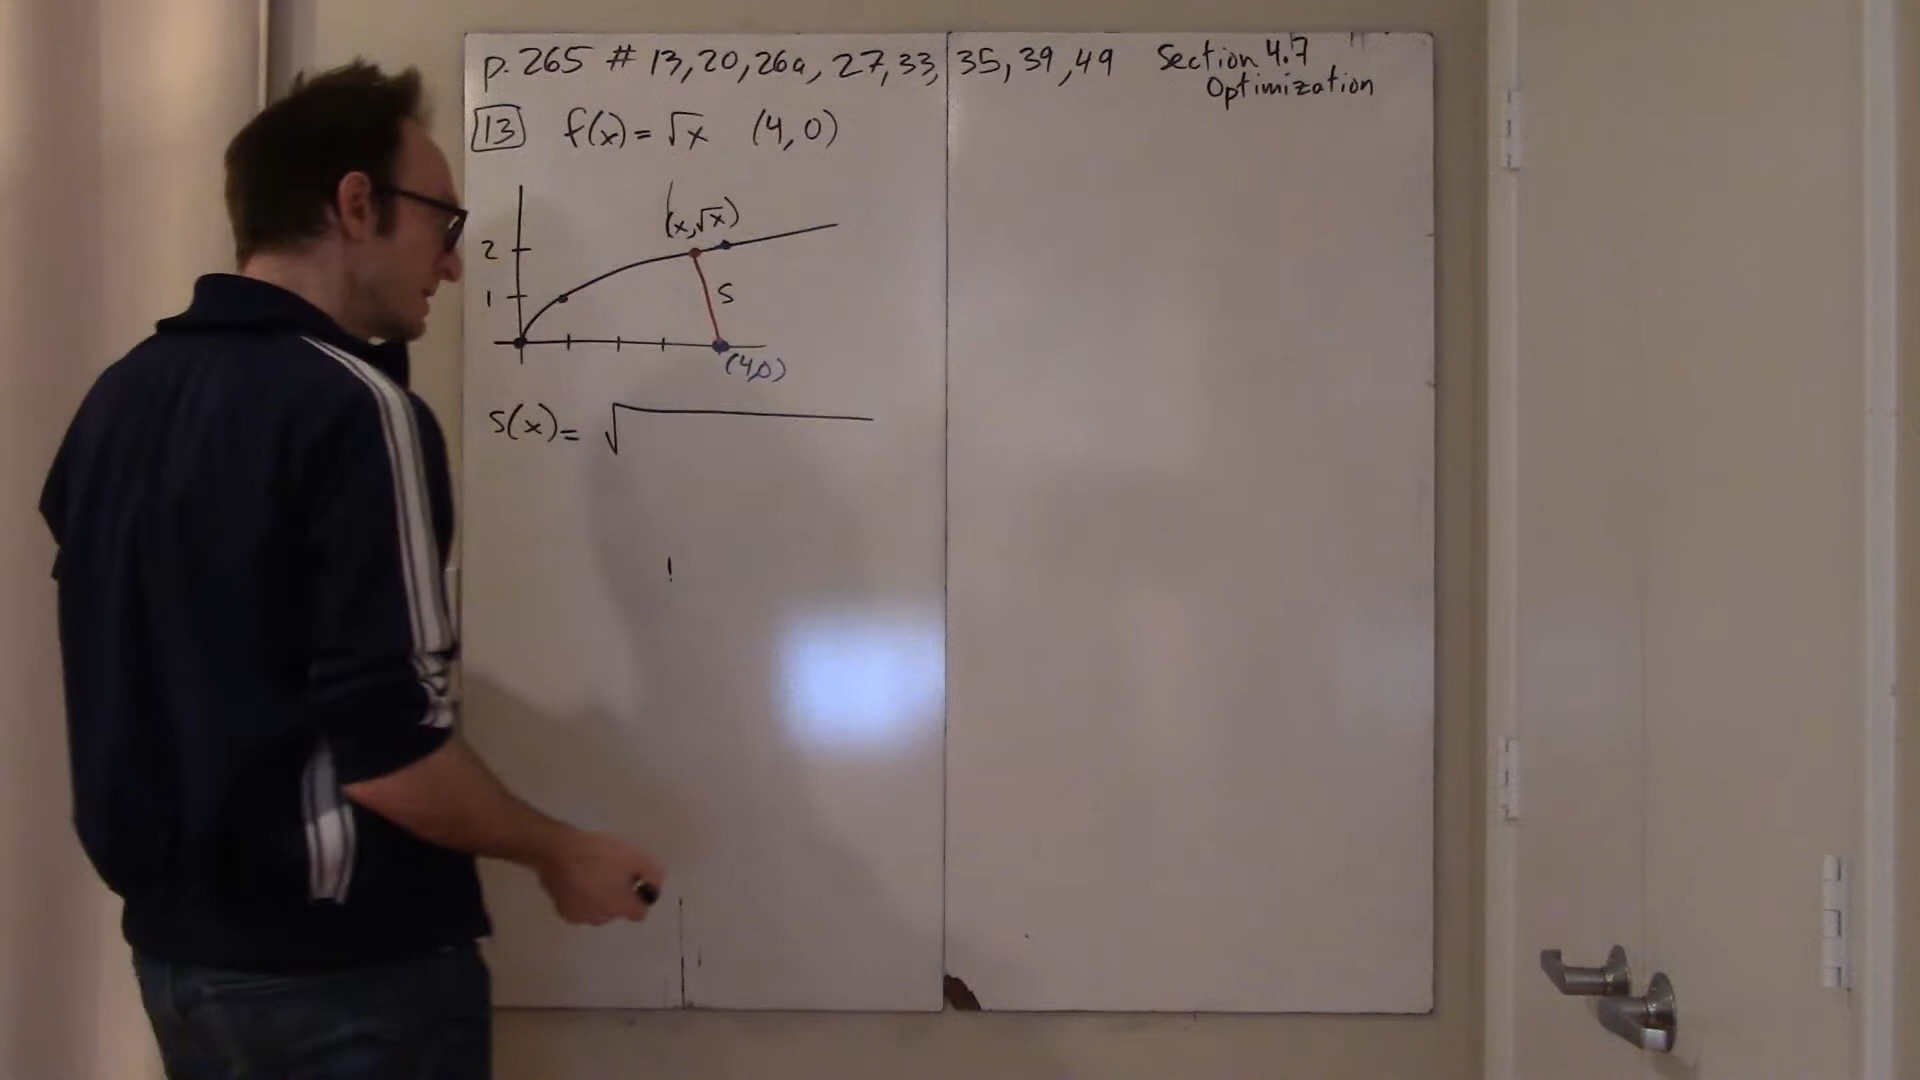 p. 265 # 13, 20, 26a, 27, 33, 35, 39, 49 Section 4.7
Optimization
13 f(x) = √x (4, 0)
(x, √x)
2
1
S
(4,0)
S(x) = √